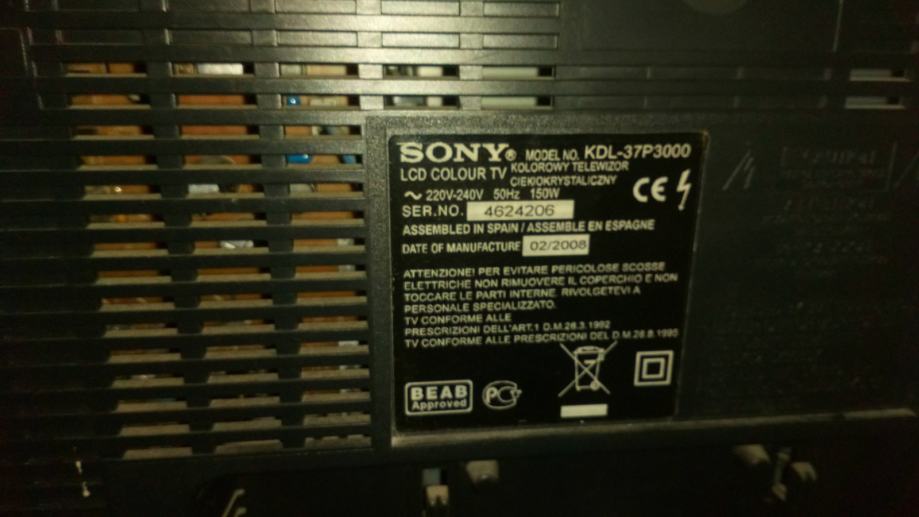 SONY® MODEL NO. KDL-37P3000
LCD COLOUR TV KOLOROWY TELEWIZOR
CIEKŁOKRYSTALICZNY
~ 220V-240V 50Hz 150W
CE
SER.NO. 4624206
ASSEMBLED IN SPAIN / ASSEMBLE EN ESPAGNE
DATE OF MANUFACTURE 02/2008
ATTENZIONE! PER EVITARE PERICOLOSE SCOSSE
ELETTRICHE NON RIMUOVERE IL COPERCHIO E NON
TOCCARE LE PARTI INTERNE. RIVOLGETEVI A
PERSONALE SPECIALIZZATO.
TV CONFORME ALLE
PRESCRIZIONI DELL'ART.1 D.M.26.3.1992
TV CONFORME ALLE PRESCRIZIONI DEL D.M.26.8.1995
BEAB
Approved